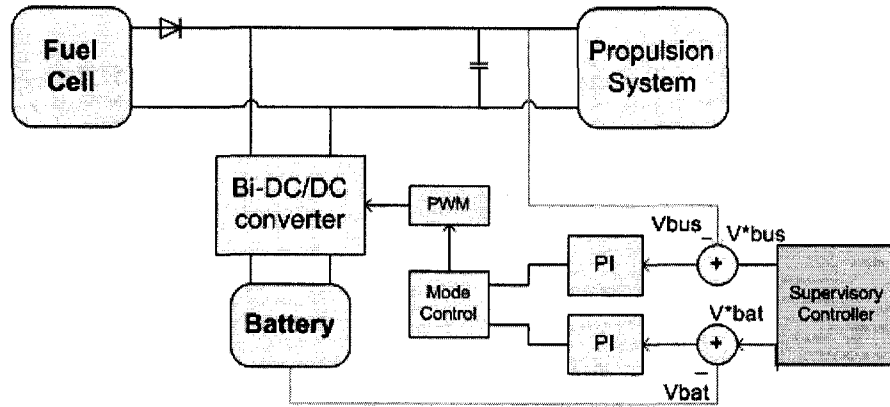 Fuel
Cell
Propulsion
System
Bi-DC/DC
converter
PWM
Vbus
V*bus
−
+
PI
Mode
Control
Supervisory
Controller
V*bat
Battery
PI
+
−
Vbat